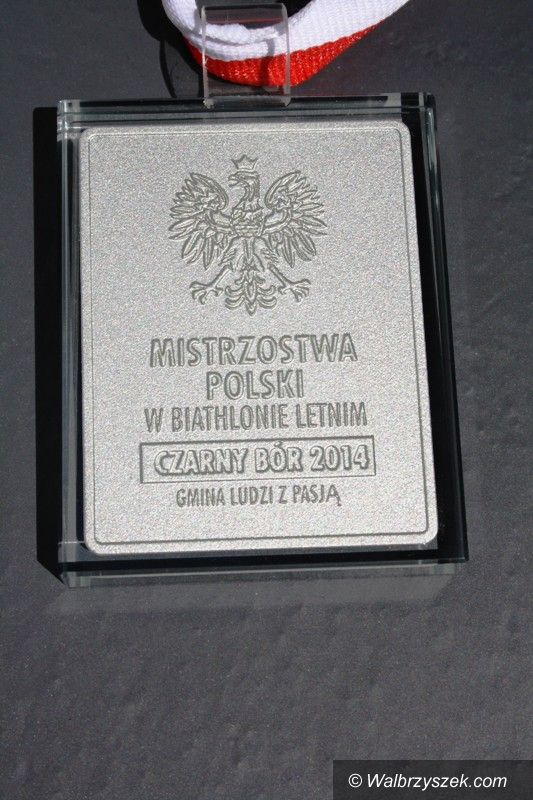 MISTRZOSTWA
POLSKI
W BIATHLONIE LETNIM
CZARNY BÓR 2014
GMINA LUDZI Z PASJĄ
© Walbrzyszek.com